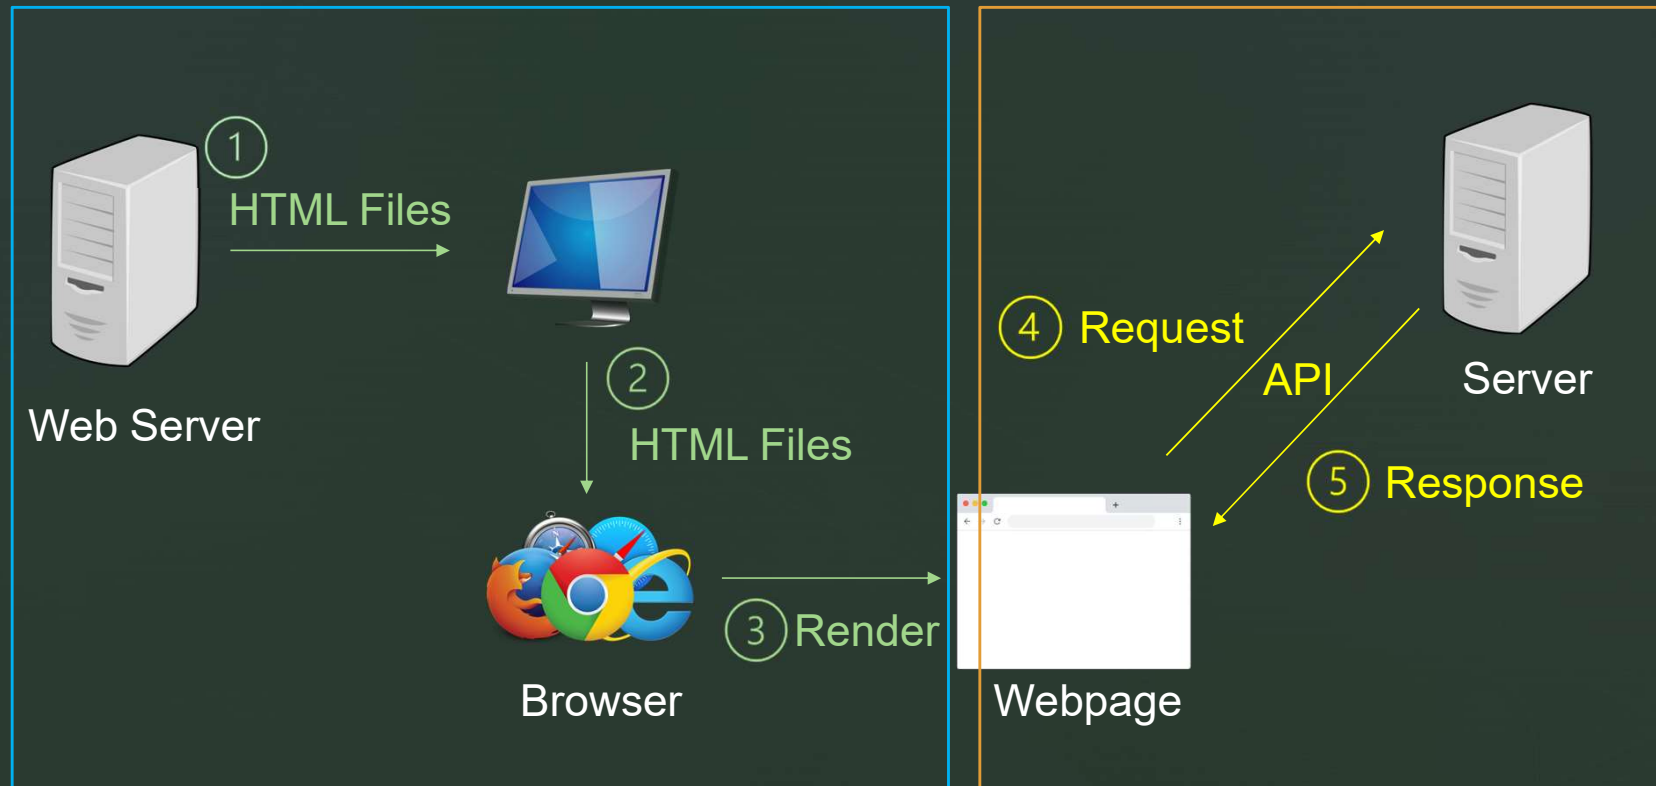 1
HTML Files
Web Server
2
HTML Files
Browser
3 Render
Webpage
4 Request
API
5 Response
Server